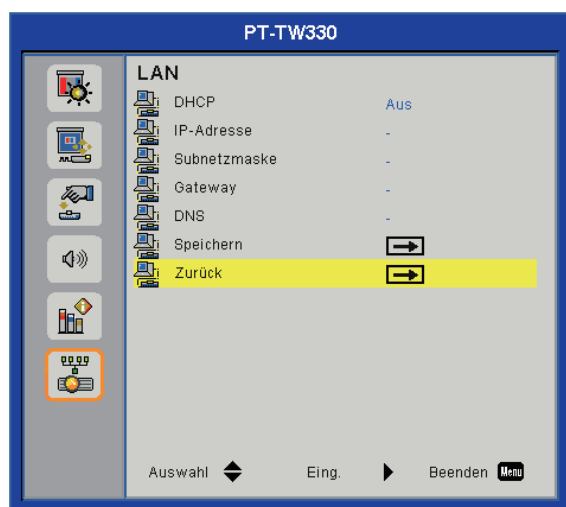 PT-TW330
LAN
DHCP Aus
IP-Adresse -
Subnetzmaske -
Gateway -
DNS -
Speichern
Zurück
Auswahl Eing. Beenden Menu